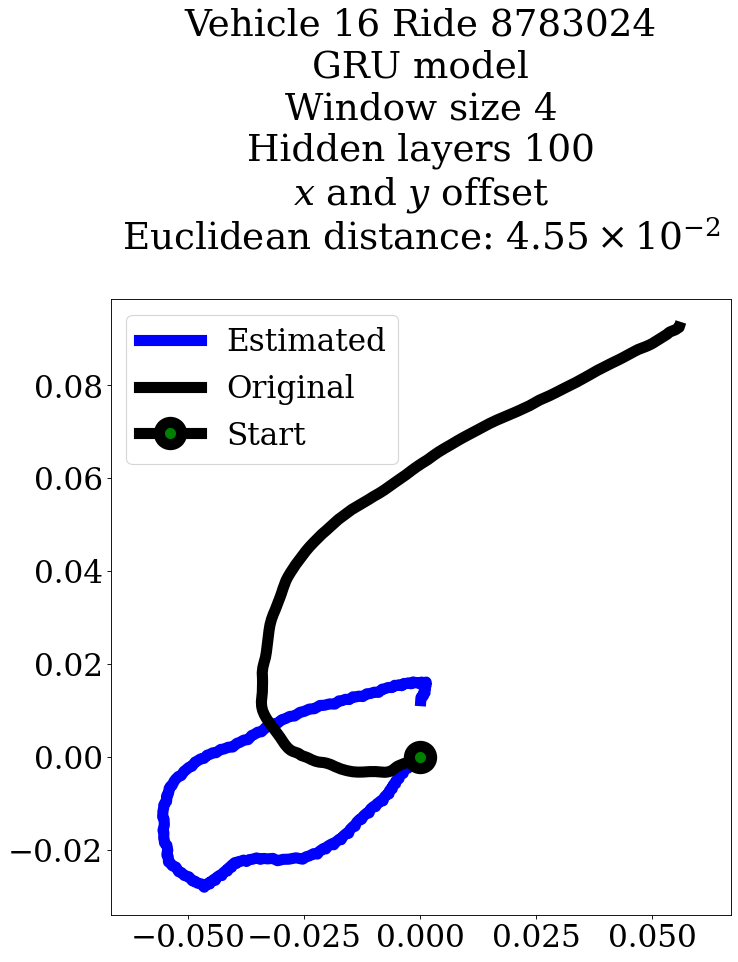 Vehicle 16 Ride 8783024
GRU model
Window size 4
Hidden layers 100
x and y offset
Euclidean distance: 4.55 × 10⁻²
Estimated
Original
Start
0.08
0.06
0.04
0.02
0.00
−0.02
−0.050 −0.025 0.000 0.025 0.050